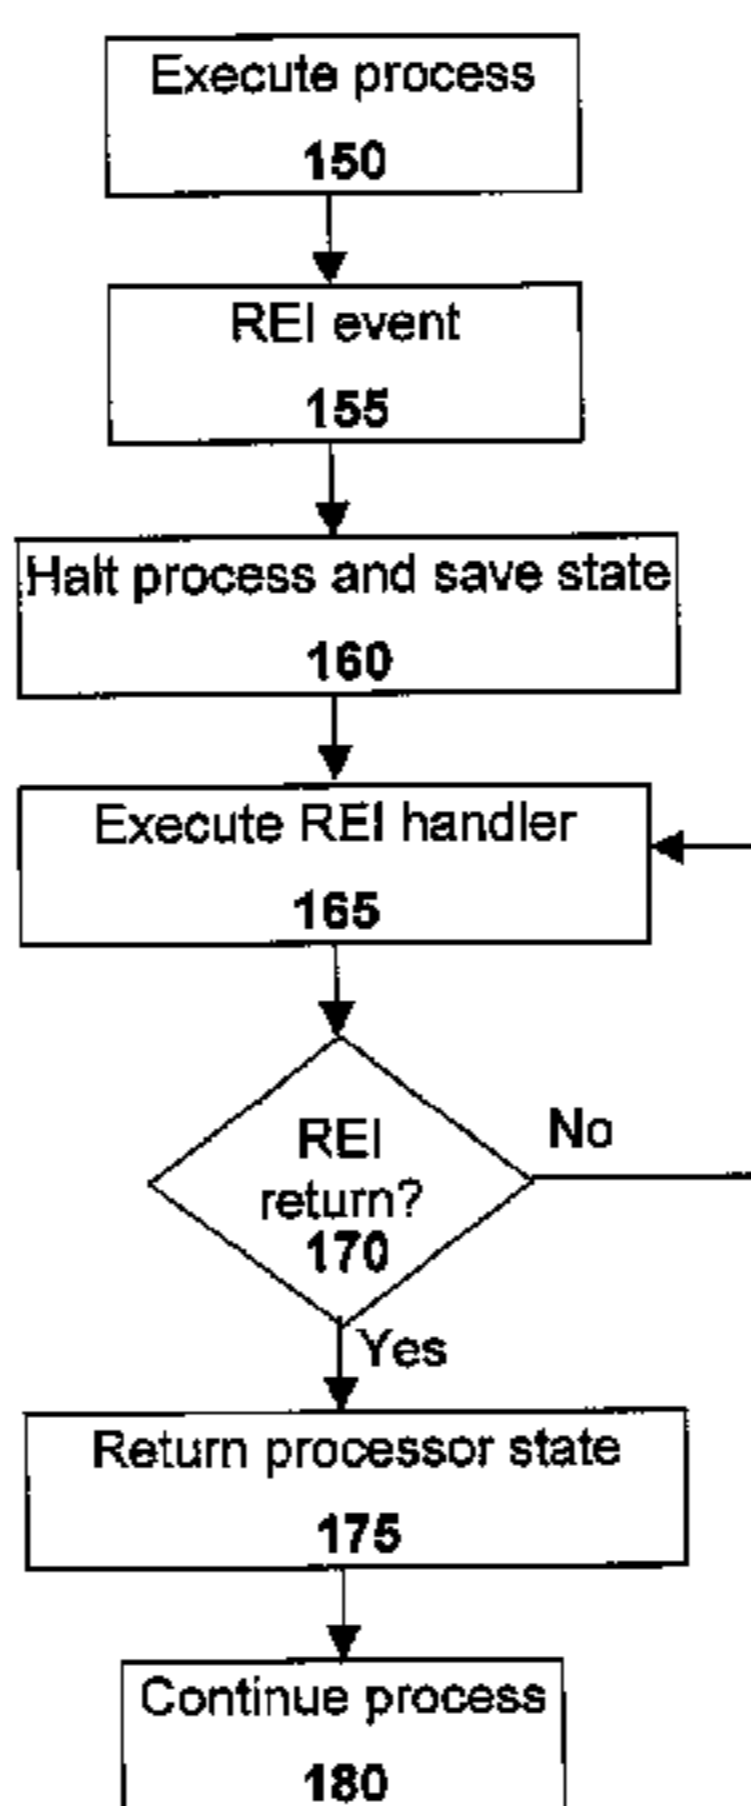 Execute process
150
REI event
155
Halt process and save state
160
Execute REI handler
165
REI
return?
170
No
Yes
Return processor state
175
Continue process
180